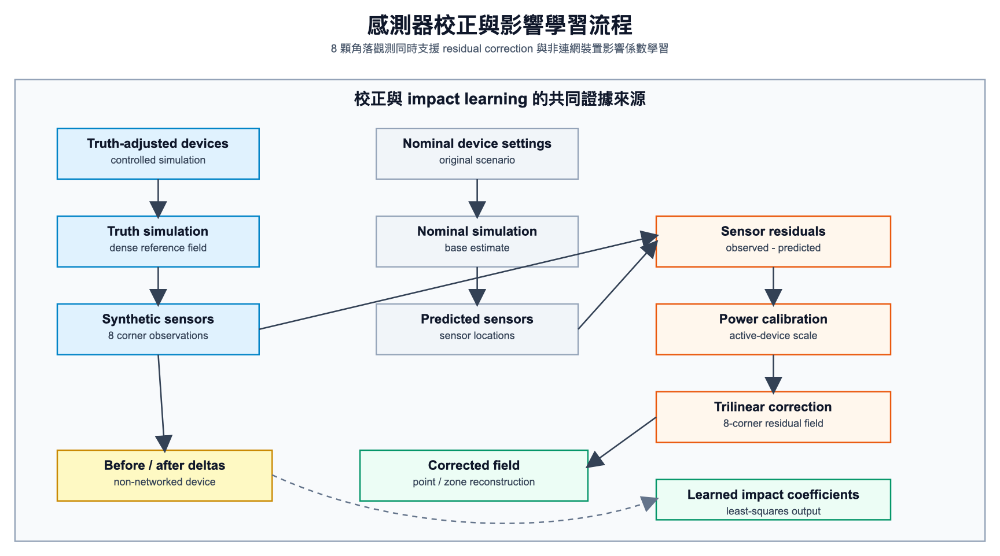 感測器校正與影響學習流程
8 顆角落觀測同時支援 residual correction 與非連網裝置影響係數學習
校正與 impact learning 的共同證據來源
Truth-adjusted devices
controlled simulation
Nominal device settings
original scenario
Truth simulation
dense reference field
Nominal simulation
base estimate
Sensor residuals
observed - predicted
Synthetic sensors
8 corner observations
Predicted sensors
sensor locations
Power calibration
active-device scale
Trilinear correction
8-corner residual field
Before / after deltas
non-networked device
Corrected field
point / zone reconstruction
Learned impact coefficients
least-squares output